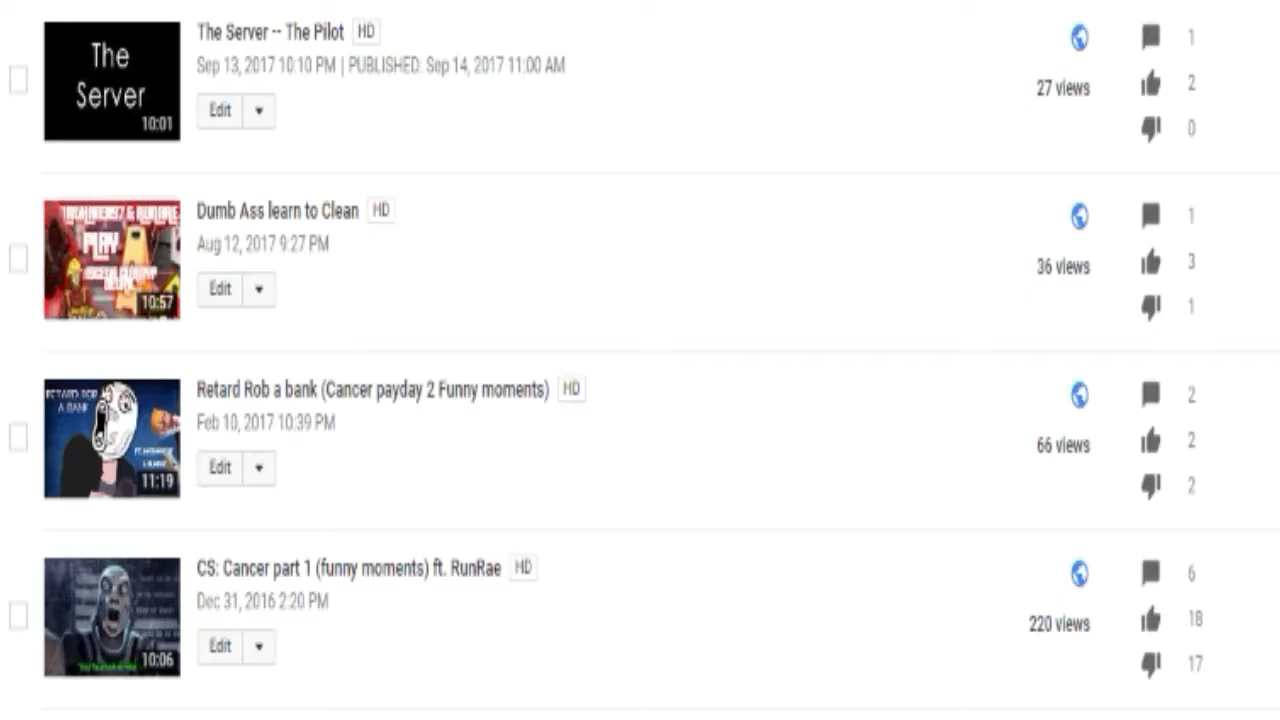 The Server -- The Pilot HD
Sep 13, 2017 10:10 PM | PUBLISHED: Sep 14, 2017 11:00 AM
Edit
The
Server
10:01
27 views
1
2
0
Dumb Ass learn to Clean HD
Aug 12, 2017 9:27 PM
Edit
PLAY
10:57
36 views
1
3
1
Retard Rob a bank (Cancer payday 2 Funny moments) HD
Feb 10, 2017 10:39 PM
Edit
RETARD ROB
A BANK
11:19
66 views
2
2
2
CS: Cancer part 1 (funny moments) ft. RunRae HD
Dec 31, 2016 2:20 PM
Edit
10:06
220 views
6
18
17